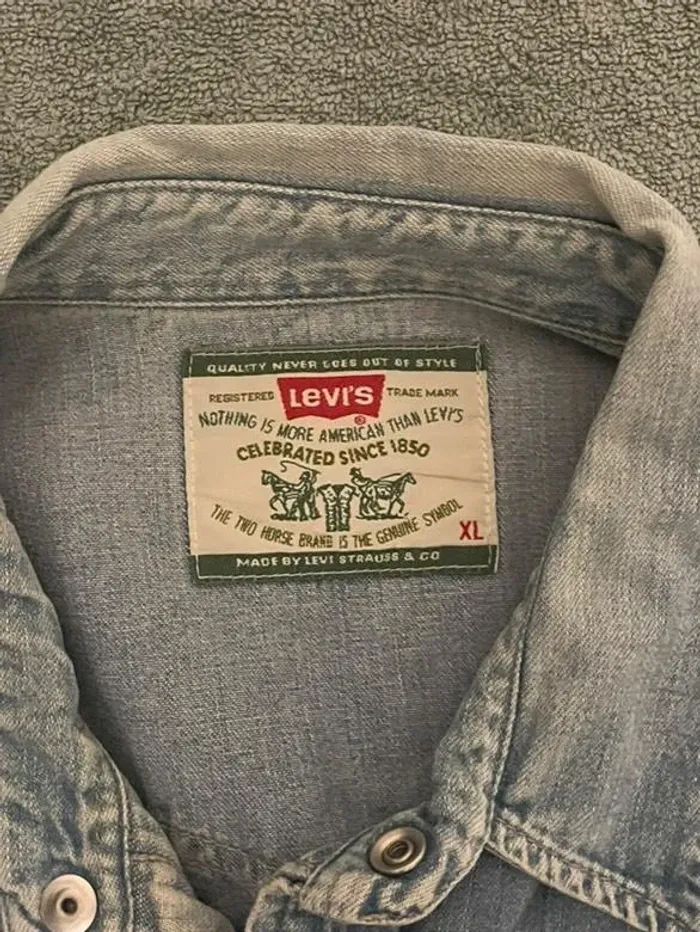 QUALITY NEVER GOES OUT OF STYLE
REGISTERED LEVI'S TRADE MARK
®
NOTHING IS MORE AMERICAN THAN LEVI'S
CELEBRATED SINCE 1850
THE TWO HORSE BRAND IS THE GENUINE SYMBOL
XL
MADE BY LEVI STRAUSS & CO